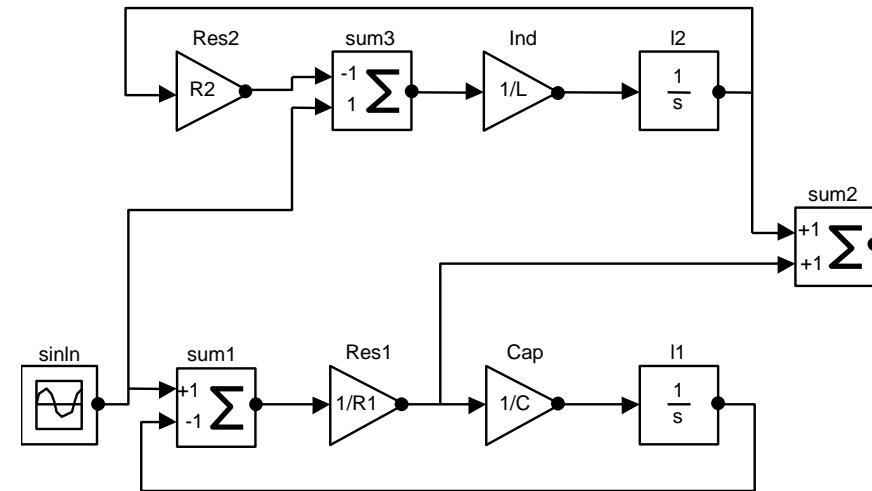 Res2
sum3
Ind
I2
R2
-1
1
Σ
1/L
1
s
sum2
+1
+1
Σ
sinIn
sum1
Res1
Cap
I1
+1
-1
Σ
1/R1
1/C
1
s